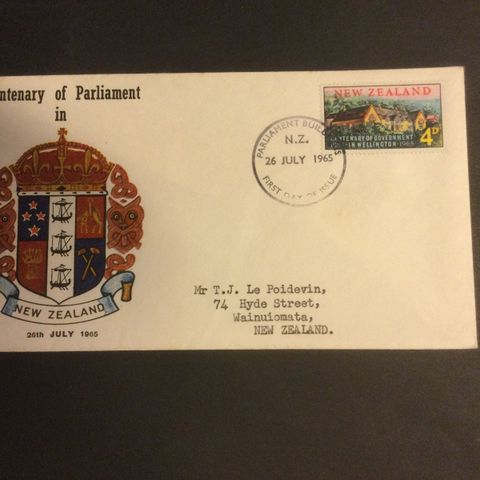 ntenary of Parliament
in
NEW ZEALAND
26th JULY 1965
PARLIAMENT BUILDINGS
N.Z.
26 JULY 1965
FIRST DAY OF ISSUE
NEW ZEALAND
CENTENARY OF GOVERNMENT
IN WELLINGTON 1965
4D
Mr T.J. Le Poidevin,
74 Hyde Street,
Wainuiomata,
NEW ZEALAND.